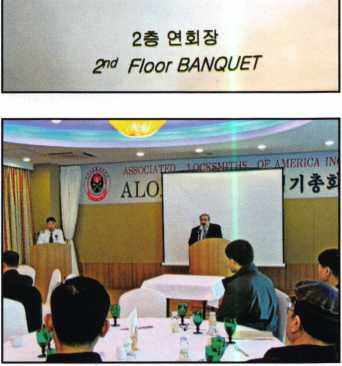 2층 연회장
2nd Floor BANQUET
ASSOCIATED LOCKSMITHS OF AMERICA INC
ALO 기총회